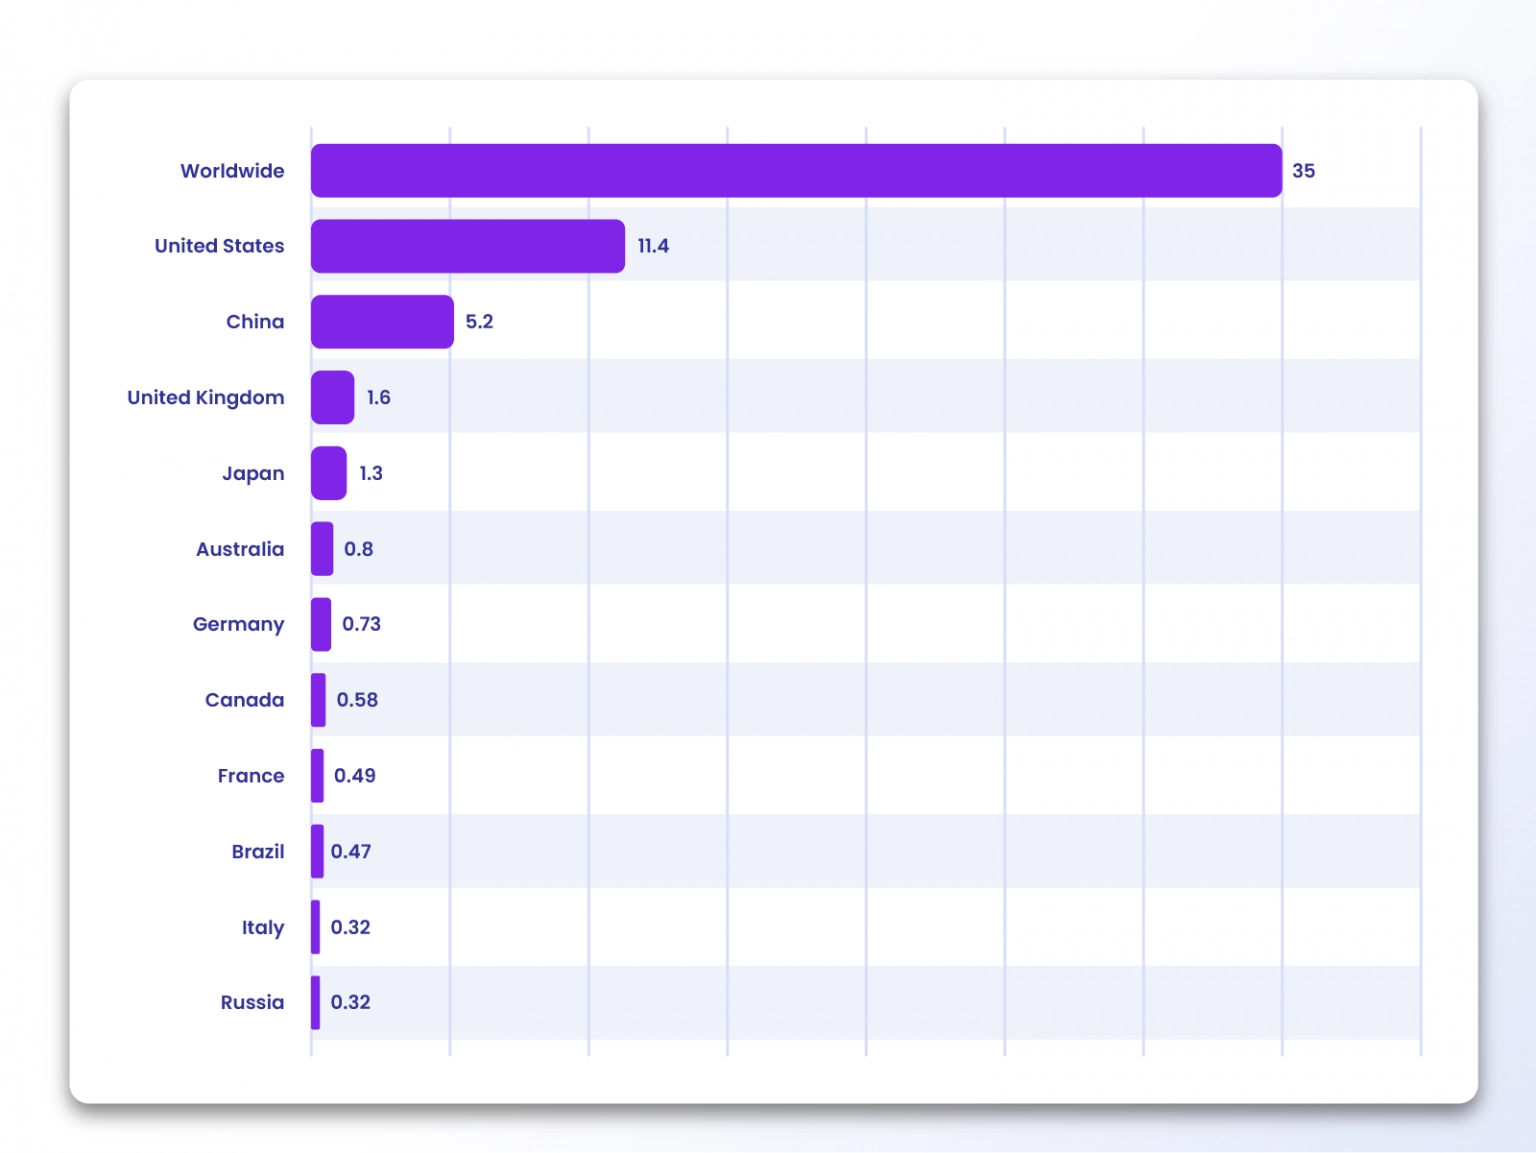 Worldwide 35
United States 11.4
China 5.2
United Kingdom 1.6
Japan 1.3
Australia 0.8
Germany 0.73
Canada 0.58
France 0.49
Brazil 0.47
Italy 0.32
Russia 0.32